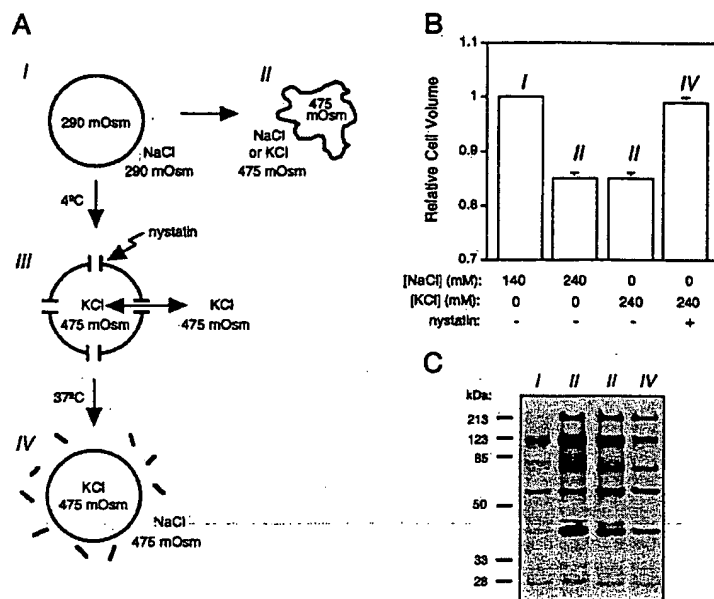 A
I
II
290 mOsm
475
mOsm
NaCl
290 mOsm
NaCl
or KCl
475 mOsm
4ºC
nystatin
III
KCl
475 mOsm
KCl
475 mOsm
37ºC
IV
KCl
475 mOsm
NaCl
475 mOsm
B
Relative Cell Volume
1.1
1
0.9
0.8
0.7
I
II
II
IV
[NaCl] (mM): 140 240 0 0
[KCl] (mM): 0 0 240 240
nystatin: - - - +
C
I II II IV
kDa:
213
123
85
50
33
28